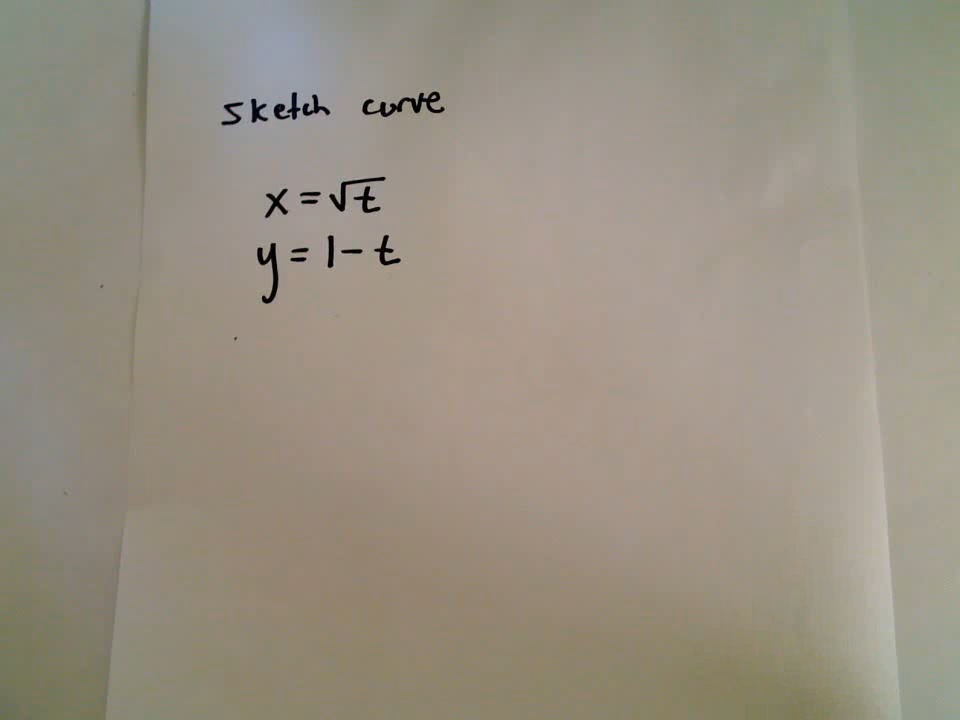 sketch curve
x = √t
y = 1 - t